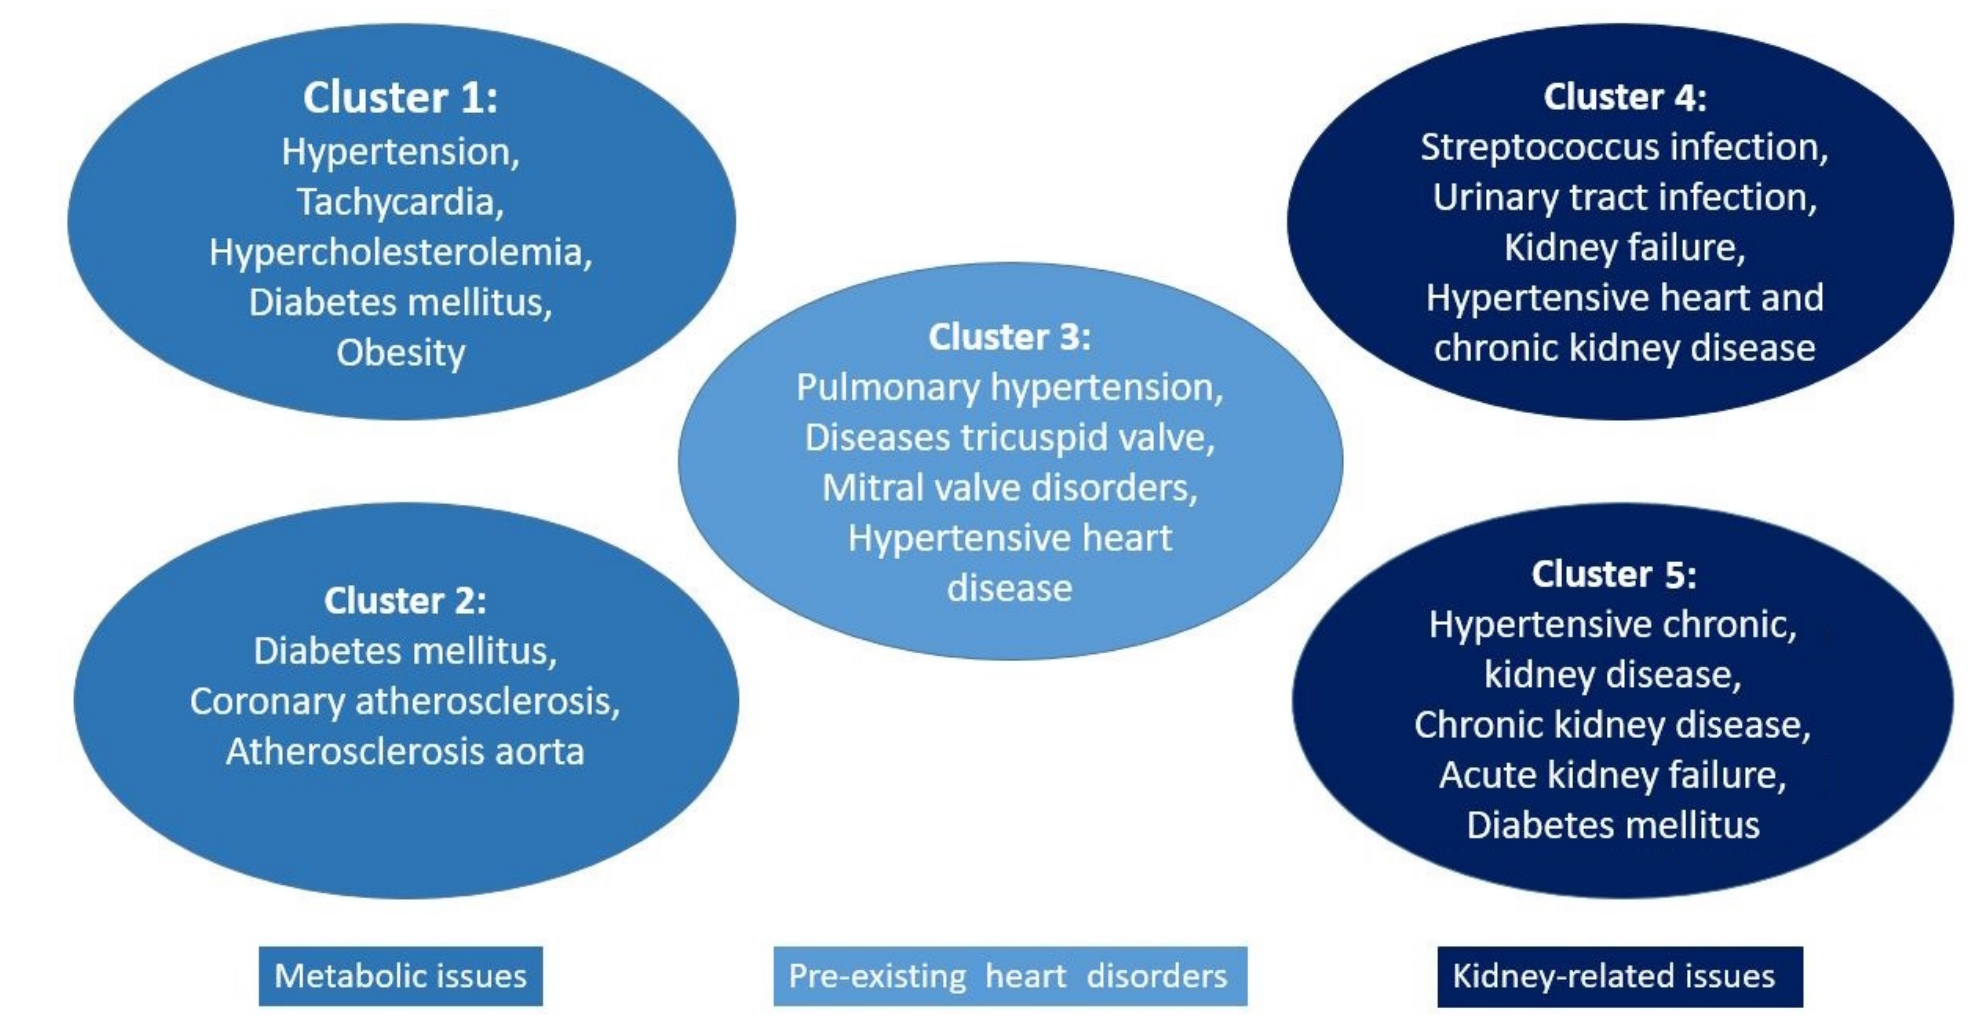 Cluster 1:
Hypertension,
Tachycardia,
Hypercholesterolemia,
Diabetes mellitus,
Obesity
Cluster 2:
Diabetes mellitus,
Coronary atherosclerosis,
Atherosclerosis aorta
Cluster 3:
Pulmonary hypertension,
Diseases tricuspid valve,
Mitral valve disorders,
Hypertensive heart
disease
Cluster 4:
Streptococcus infection,
Urinary tract infection,
Kidney failure,
Hypertensive heart and
chronic kidney disease
Cluster 5:
Hypertensive chronic,
kidney disease,
Chronic kidney disease,
Acute kidney failure,
Diabetes mellitus
Metabolic issues
Pre-existing heart disorders
Kidney-related issues